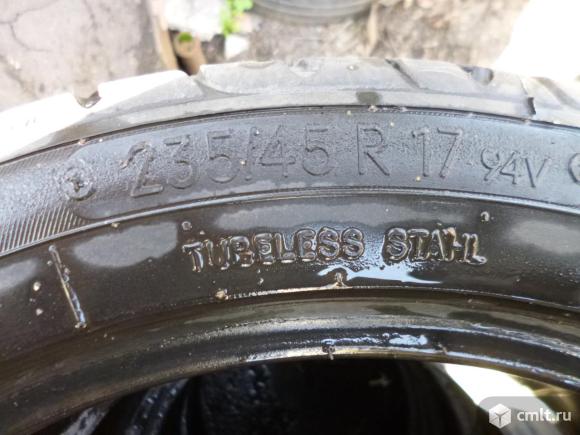 235/45 R 17 94V
TUBELESS STAHL
cmlt.ru